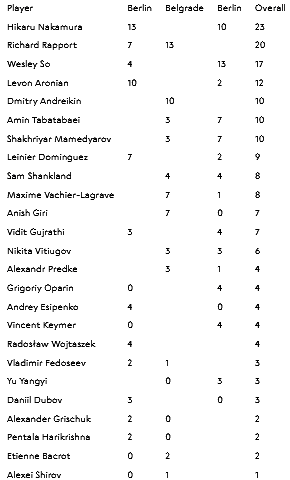 Player Berlin Belgrade Berlin Overall
Hikaru Nakamura 13 10 23
Richard Rapport 7 13 20
Wesley So 4 13 17
Levon Aronian 10 2 12
Dmitry Andreikin 10 10
Amin Tabatabaei 3 7 10
Shakhriyar Mamedyarov 3 7 10
Leinier Dominguez 7 2 9
Sam Shankland 4 4 8
Maxime Vachier-Lagrave 7 1 8
Anish Giri 7 0 7
Vidit Gujrathi 3 4 7
Nikita Vitiugov 3 3 6
Alexandr Predke 3 1 4
Grigoriy Oparin 0 4 4
Andrey Esipenko 4 0 4
Vincent Keymer 0 4 4
Radosław Wojtaszek 4 4
Vladimir Fedoseev 2 1 3
Yu Yangyi 0 3 3
Daniil Dubov 3 0 3
Alexander Grischuk 2 0 2
Pentala Harikrishna 2 0 2
Etienne Bacrot 0 2 2
Alexei Shirov 0 1 1